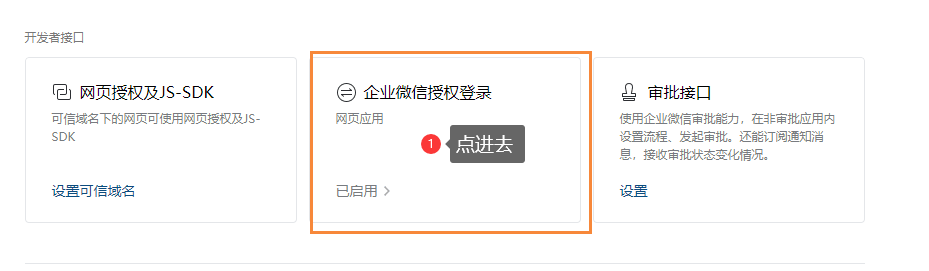 开发者接口
网页授权及JS-SDK
可信域名下的网页可使用网页授权及JS-
SDK
设置可信域名
企业微信授权登录
网页应用
1 点进去
已启用 >
审批接口
使用企业微信审批能力，在非审批应用内
设置流程、发起审批。还能订阅通知消
息，接收审批状态变化情况。
设置